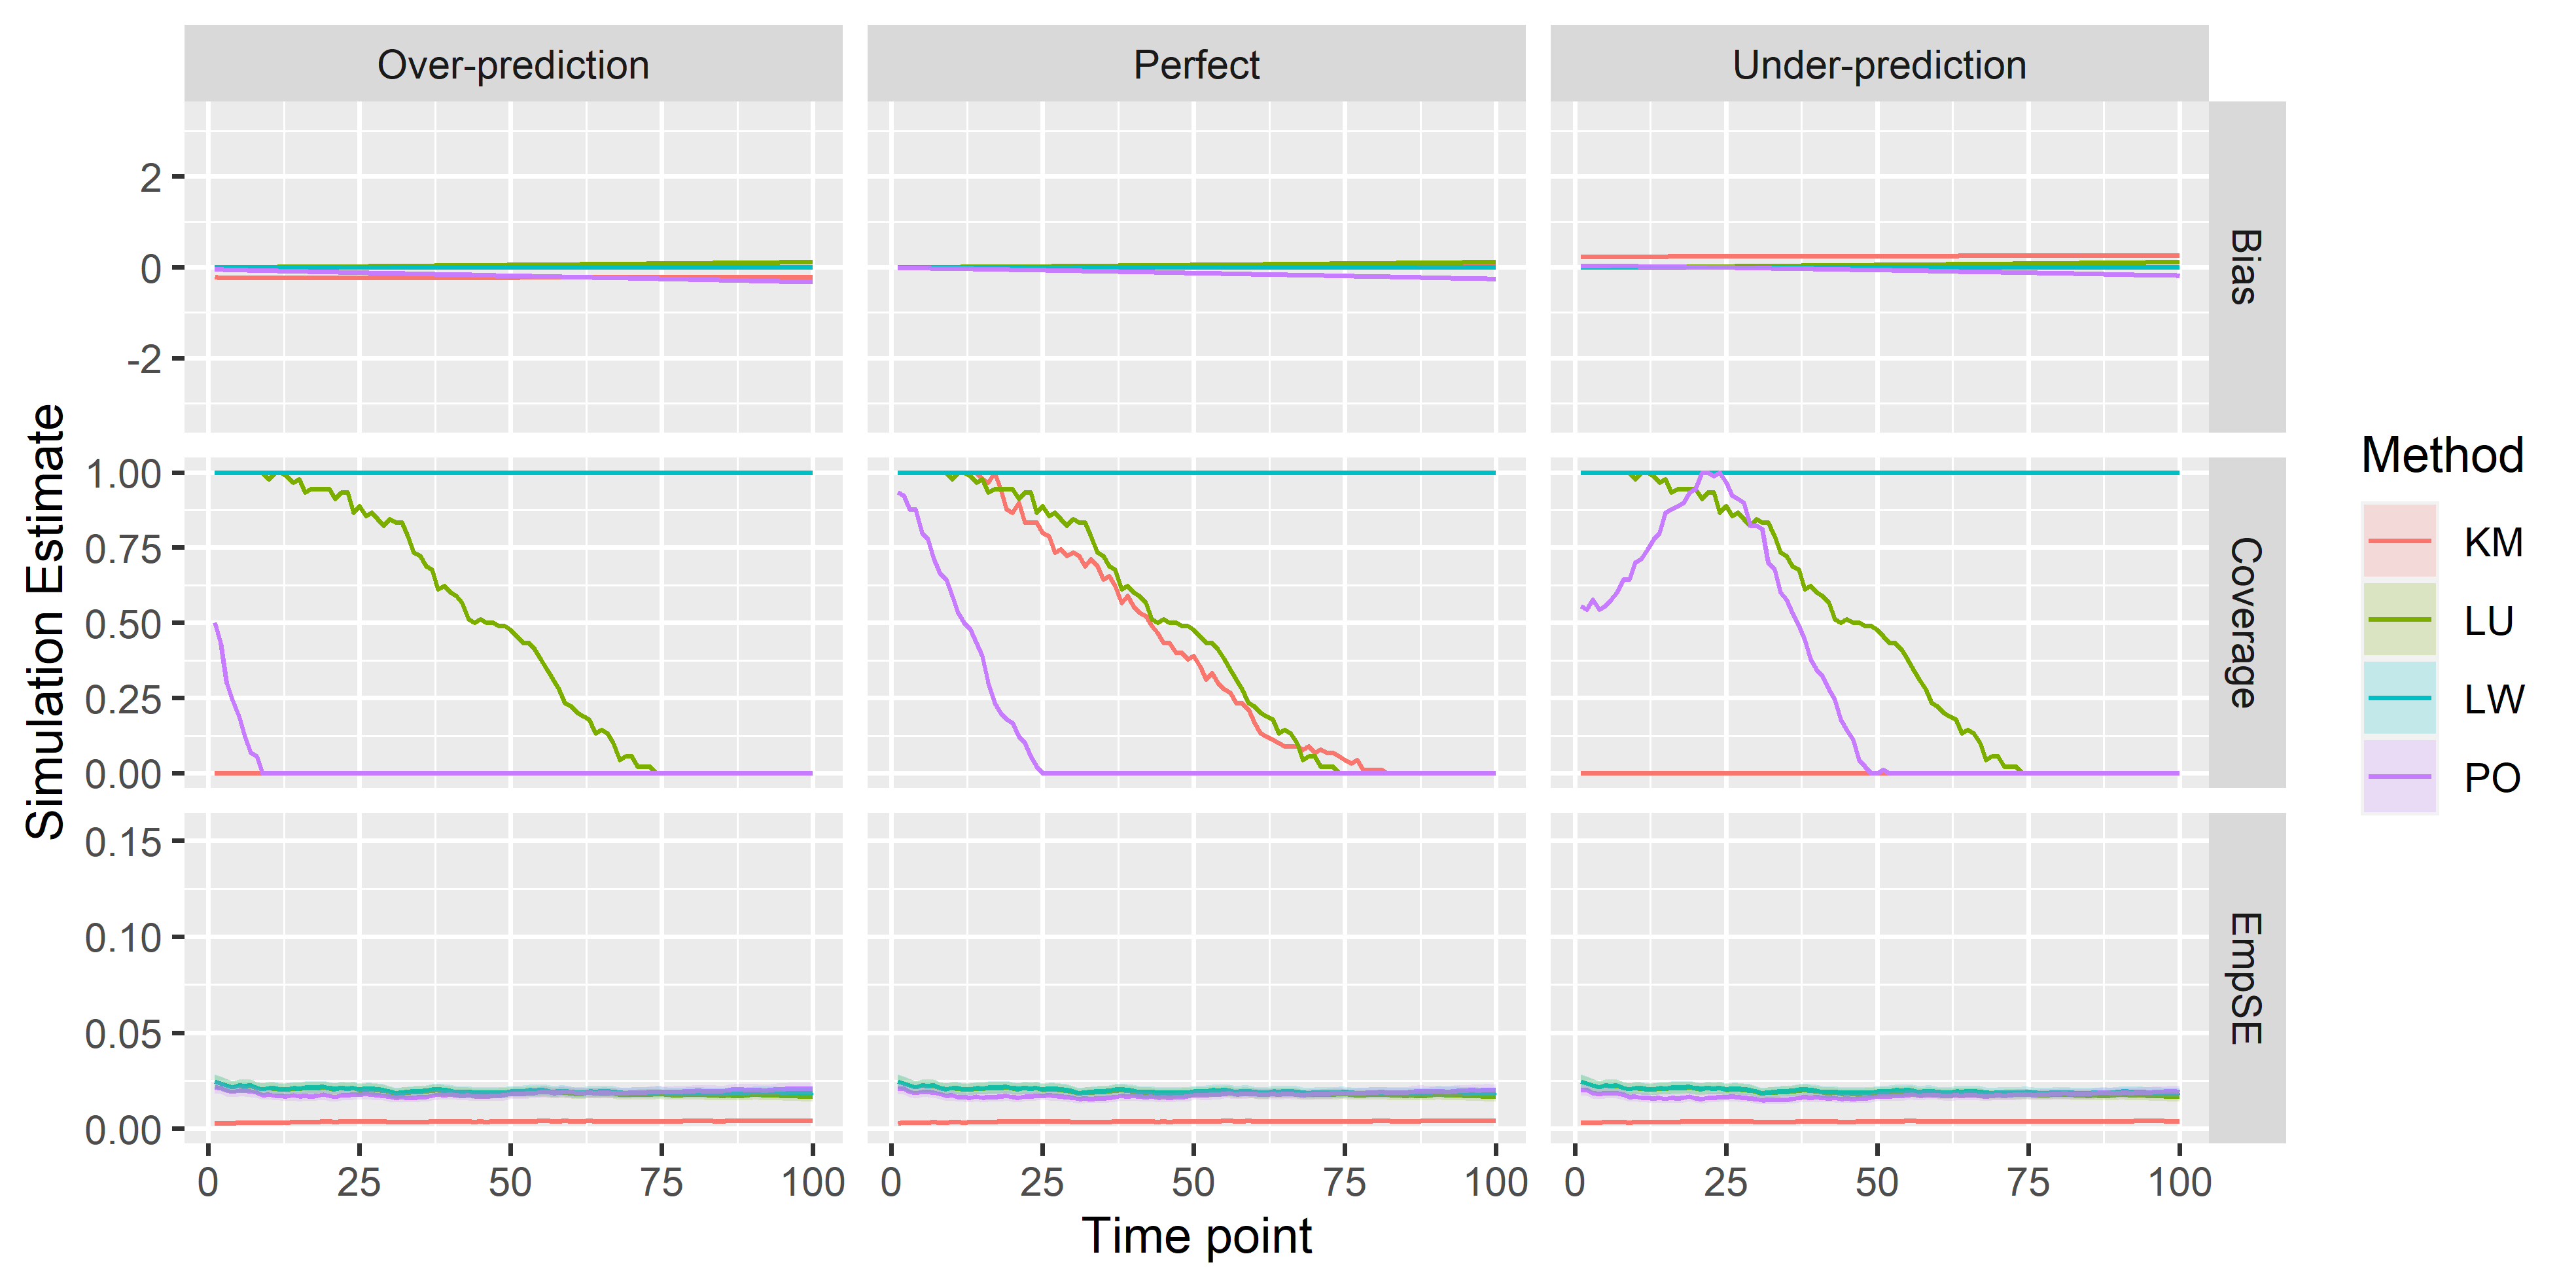 Over-prediction
Perfect
Under-prediction
2
0
-2
Bias
1.00
0.75
0.50
0.25
0.00
Coverage
0.15
0.10
0.05
0.00
EmpSE
0 25 50 75 100
0 25 50 75 100
0 25 50 75 100
Time point
Simulation Estimate
Method
KM
LU
LW
PO